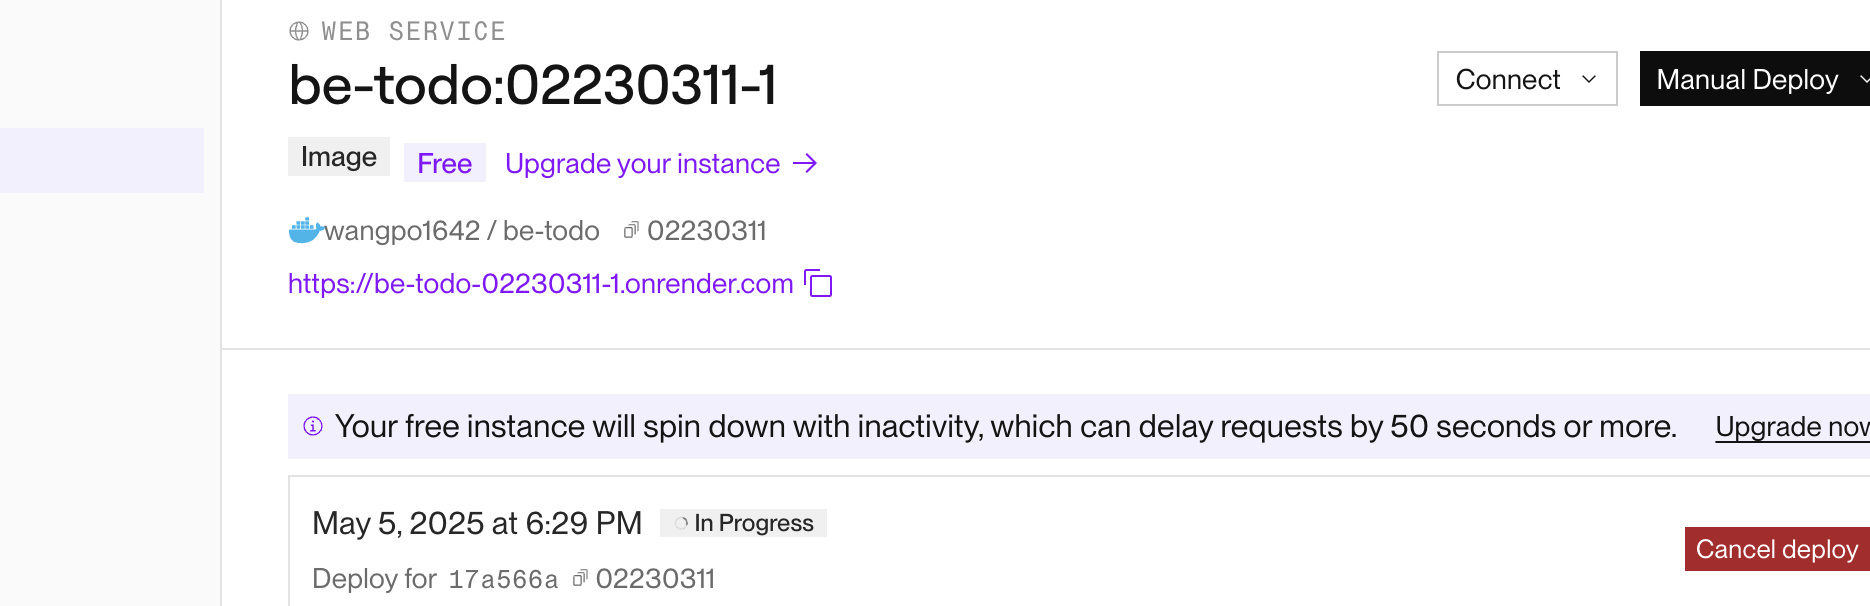 WEB SERVICE
be-todo:02230311-1
Connect
Manual Deploy
Image
Free
Upgrade your instance →
wangpo1642 / be-todo 02230311
https://be-todo-02230311-1.onrender.com
Your free instance will spin down with inactivity, which can delay requests by 50 seconds or more. Upgrade now
May 5, 2025 at 6:29 PM In Progress
Cancel deploy
Deploy for 17a566a 02230311